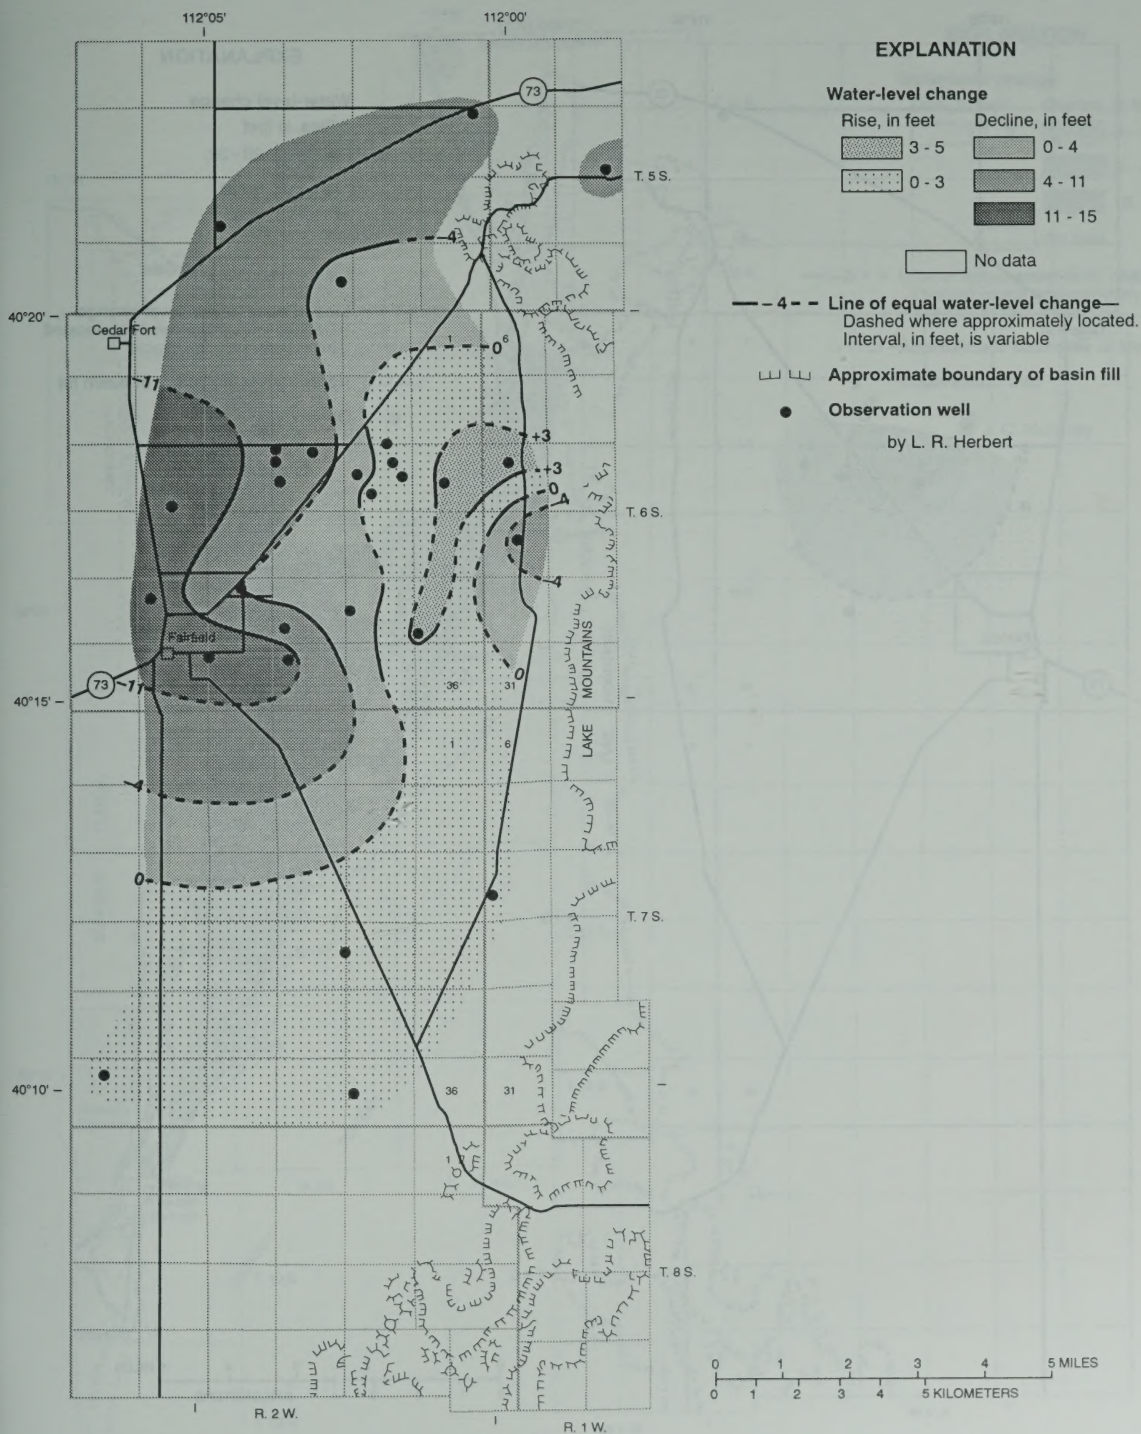 112°05' 112°00'
EXPLANATION
Water-level change
Rise, in feet Decline, in feet
3 - 5 0 - 4
0 - 3 4 - 11
11 - 15
No data
– 4 Line of equal water-level change—
Dashed where approximately located.
Interval, in feet, is variable
Approximate boundary of basin fill
Observation well
by L. R. Herbert
73
T. 5 S.
–4
40°20'
Cedar Fort
1 0 6
–11
+3
+3
0
–4
T. 6 S.
–4
Fairfield
0
73 –11
36 31
40°15'
LAKE MOUNTAINS
1 6
–4
0
T. 7 S.
40°10'
36 31
1
T. 8 S.
0 1 2 3 4 5 MILES
0 1 2 3 4 5 KILOMETERS
R. 2 W.
R. 1 W.